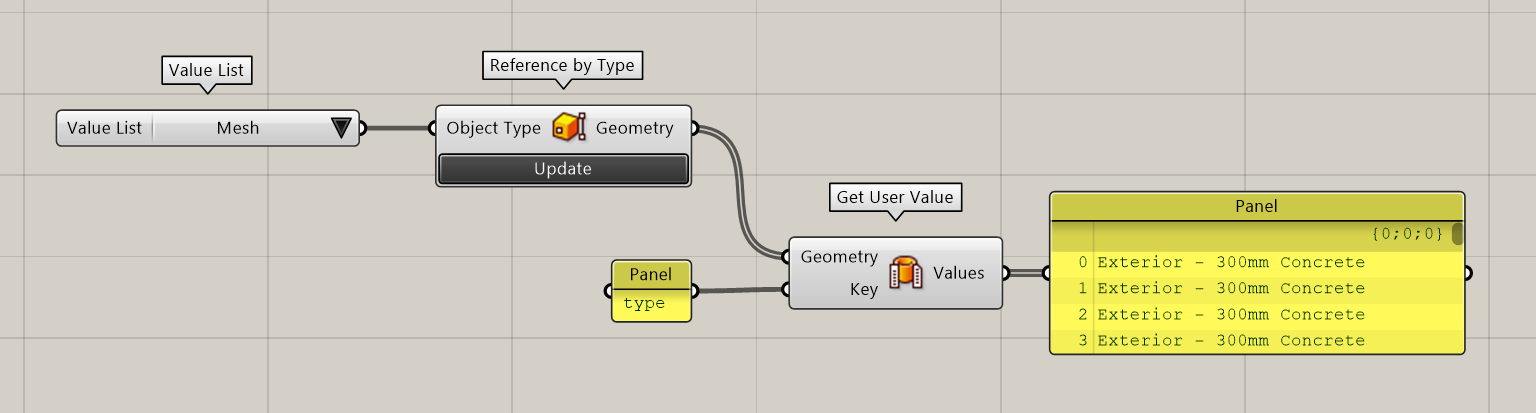 Value List
Value List Mesh
Reference by Type
Object Type Geometry
Update
Get User Value
Geometry
Key
Values
Panel
type
Panel
{0;0;0}
0 Exterior - 300mm Concrete
1 Exterior - 300mm Concrete
2 Exterior - 300mm Concrete
3 Exterior - 300mm Concrete